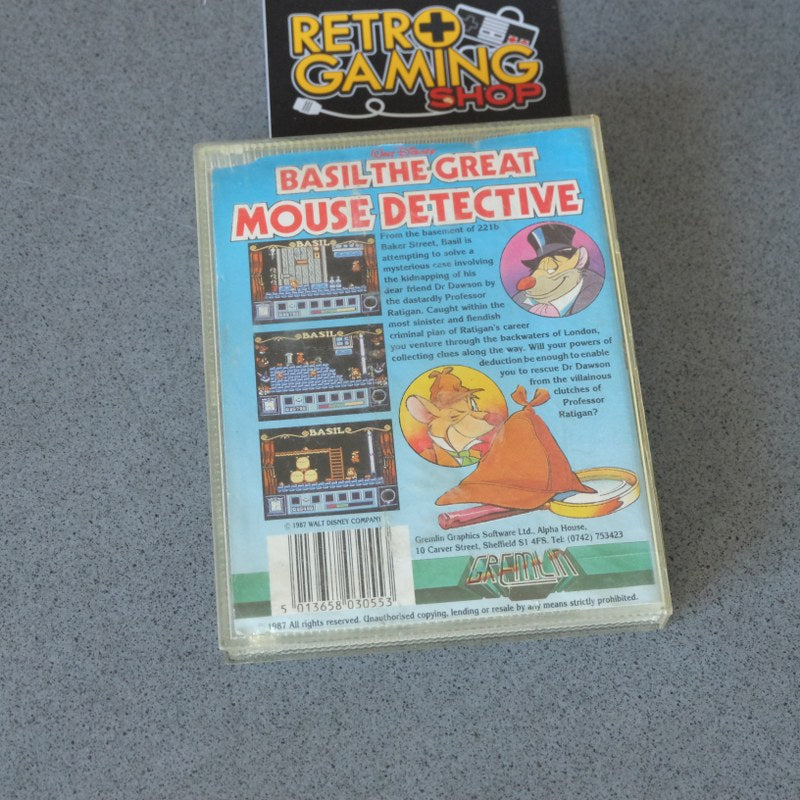 RETRO
GAMING
SHOP
Walt Disney
BASIL THE GREAT
MOUSE DETECTIVE
From the basement of 221b
Baker Street, Basil is
attempting to solve a
mysterious case involving
the kidnapping of his
dear friend Dr Dawson by
the dastardly Professor
Ratigan. Caught within the
most sinister and fiendish
criminal plan of Ratigan's career
you venture through the backwaters of London,
collecting clues along the way. Will your powers of
deduction be enough to enable
you to rescue Dr Dawson
from the villainous
clutches of
Professor
Ratigan?
BASIL
BASIL
BASIL
© 1987 WALT DISNEY COMPANY
Gremlin Graphics Software Ltd., Alpha House,
10 Carver Street, Sheffield S1 4FS. Tel: (0742) 753423
GREMLIN
5 013658 030553
1987 All rights reserved. Unauthorised copying, lending or resale by any means strictly prohibited.